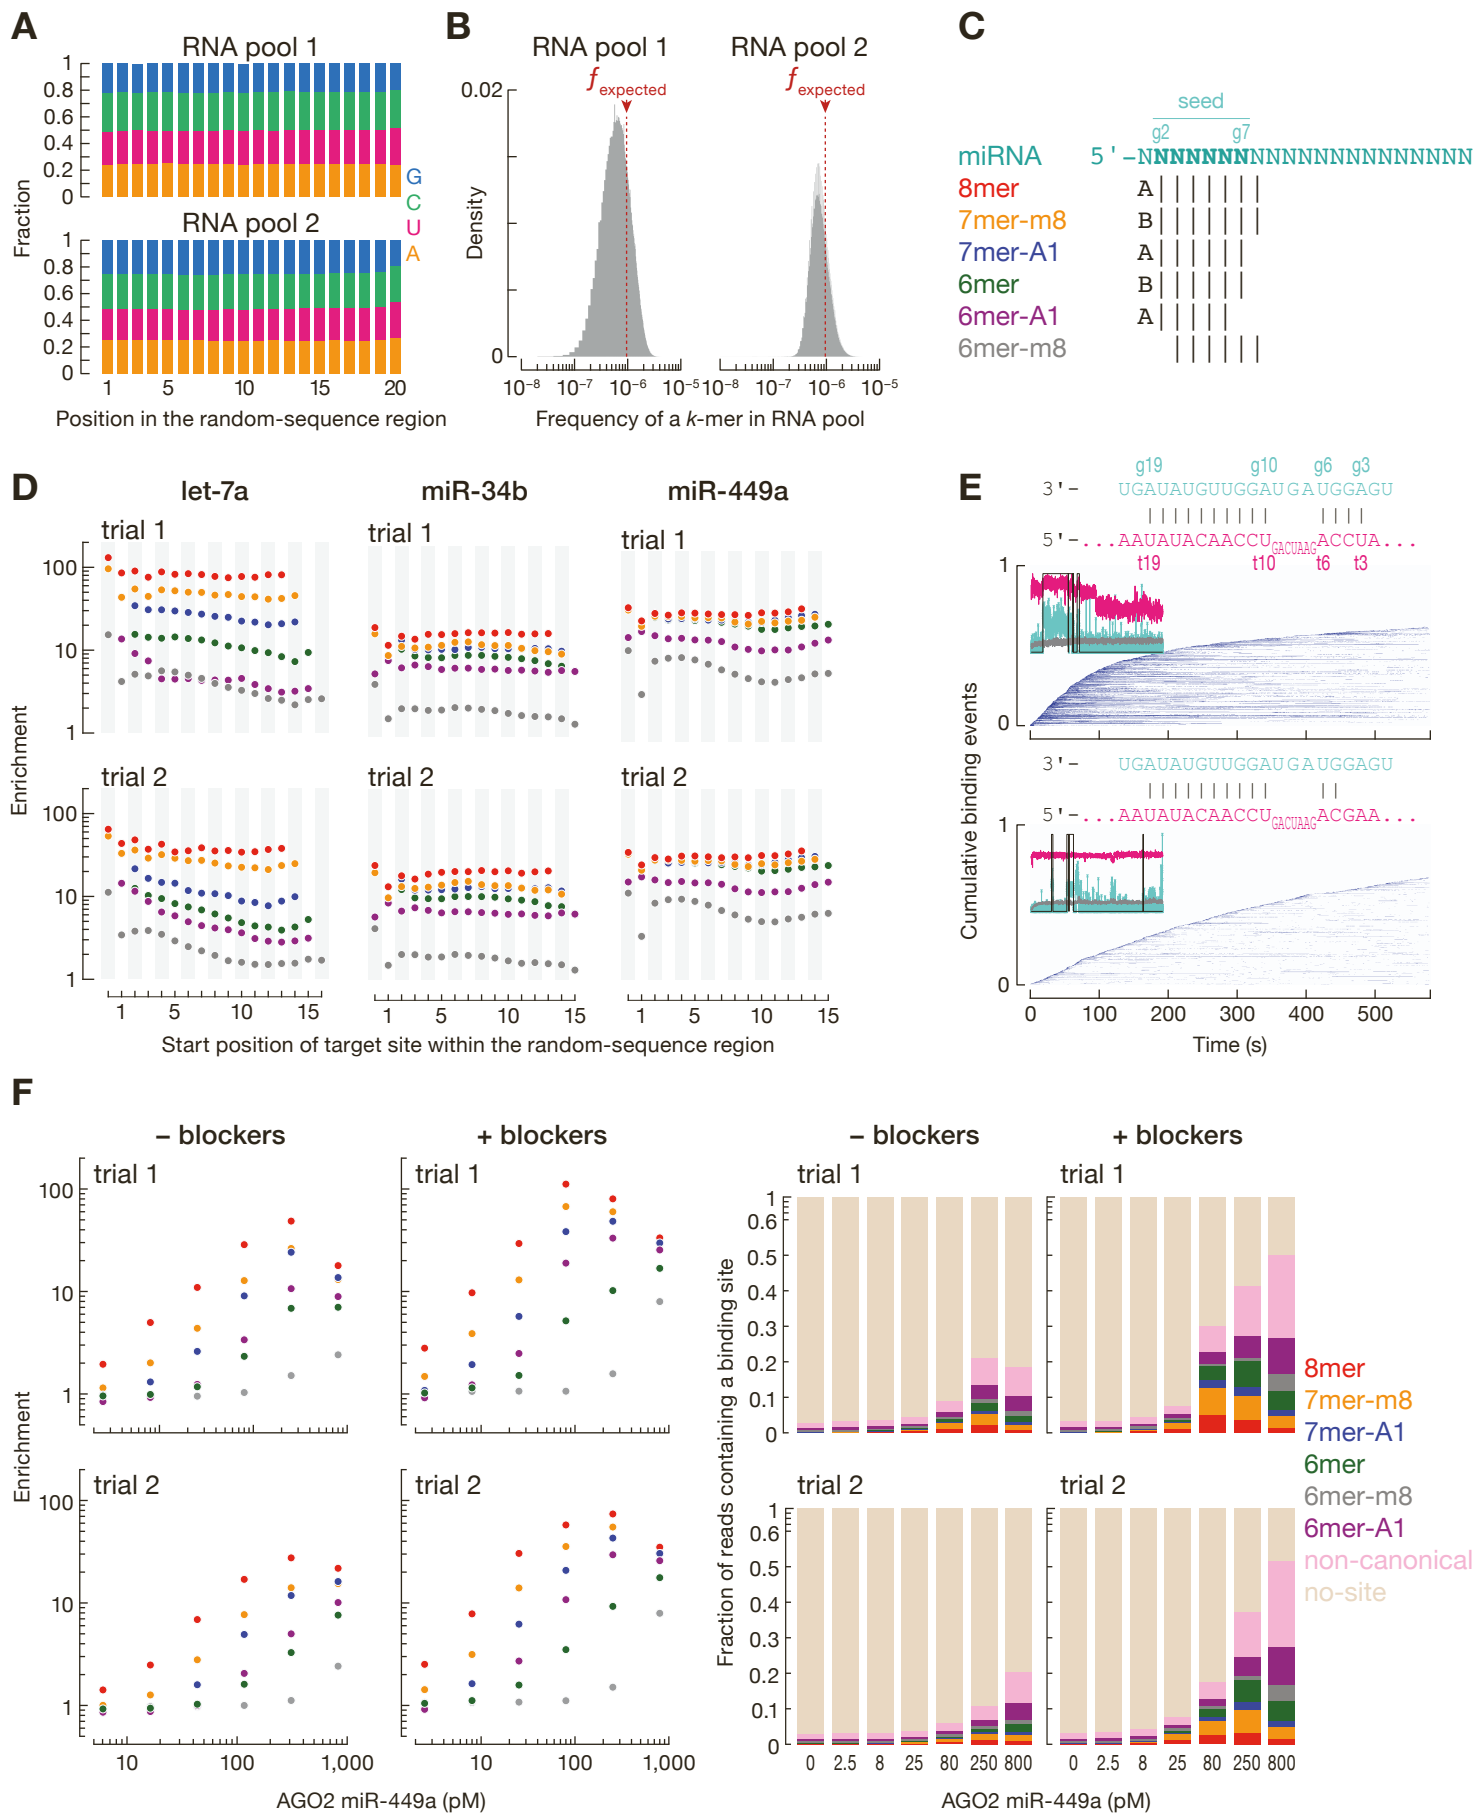 A
RNA pool 1
1
0.8
0.6
0.4
0.2
0
RNA pool 2
1
0.8
0.6
0.4
0.2
0
Fraction
G
C
U
A
1 5 10 15 20
Position in the random-sequence region
B
RNA pool 1 RNA pool 2
f expected f expected
0.02
Density
0
10−8 10−7 10−6 10−5 10−8 10−7 10−6 10−5
Frequency of a k-mer in RNA pool
C
seed
g2 g7
miRNA 5'–NNNNNNNNNNNNNNNNNNNNN
8mer A
7mer-m8 B
7mer-A1 A
6mer B
6mer-A1 A
6mer-m8
D
let-7a miR-34b miR-449a
trial 1 trial 1 trial 1
100
10
1
Enrichment
trial 2 trial 2 trial 2
100
10
1
1 5 10 15 1 5 10 15 1 5 10 15
Start position of target site within the random-sequence region
E
g19 g10 g6 g3
3'– UGAUAUGUUGGAUGAUGGAGU
5'–...AAUAUACAACCUGACUAAGACCUA...
t19 t10 t6 t3
1
0
3'– UGAUAUGUUGGAUGAUGGAGU
5'–...AAUAUACAACCUGACUAAGACGAA...
1
0
Cumulative binding events
0 100 200 300 400 500
Time (s)
F
– blockers + blockers
trial 1 trial 1
100
10
1
Enrichment
trial 2 trial 2
100
10
1
10 100 1,000 10 100 1,000
AGO2 miR-449a (pM)
– blockers + blockers
trial 1 trial 1
1
0.6
0.5
0.4
0.3
0.2
0.1
0
Fraction of reads containing a binding site
trial 2 trial 2
1
0.6
0.5
0.4
0.3
0.2
0.1
0
0 2.5 8 25 80 250 800 0 2.5 8 25 80 250 800
AGO2 miR-449a (pM)
8mer
7mer-m8
7mer-A1
6mer
6mer-m8
6mer-A1
non-canonical
no-site